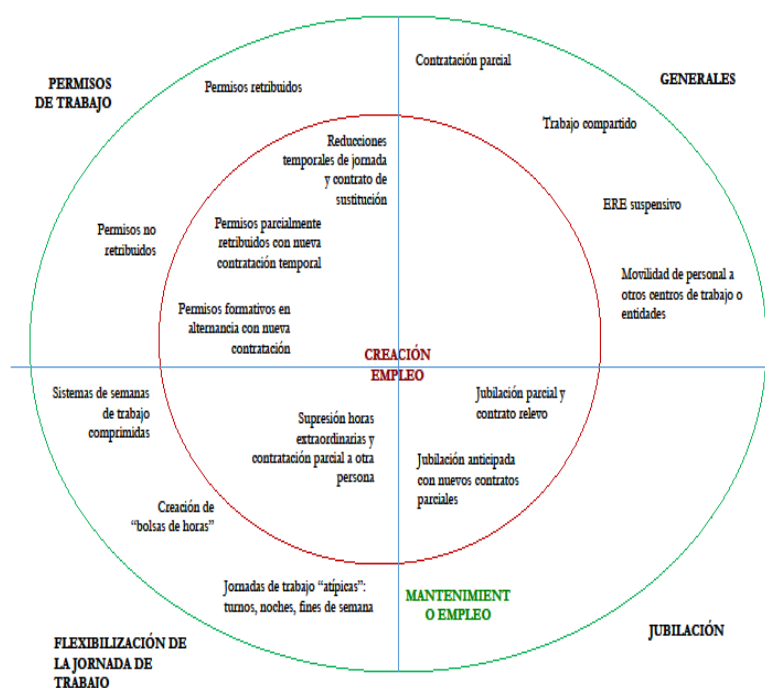 Contratación parcial
PERMISOS
DE TRABAJO
GENERALES
Permisos retribuidos
Trabajo compartido
Reducciones
temporales de jornada
y contrato de
sustitución
ERE suspensivo
Permisos no
retribuidos
Permisos parcialmente
retribuidos con nueva
contratación temporal
Movilidad de personal a
otros centros de trabajo o
entidades
Permisos formativos en
alternancia con nueva
contratación
CREACIÓN
EMPLEO
Sistemas de semanas
de trabajo
comprimidas
Jubilación parcial y
contrato relevo
Supresión horas
extraordinarias y
contratación parcial a otra
persona
Jubilación anticipada
con nuevos contratos
parciales
Creación de
“bolsas de horas”
Jornadas de trabajo “atípicas”:
turnos, noches, fines de semana
MANTENIMIENT
O EMPLEO
FLEXIBILIZACIÓN DE
LA JORNADA DE
TRABAJO
JUBILACIÓN